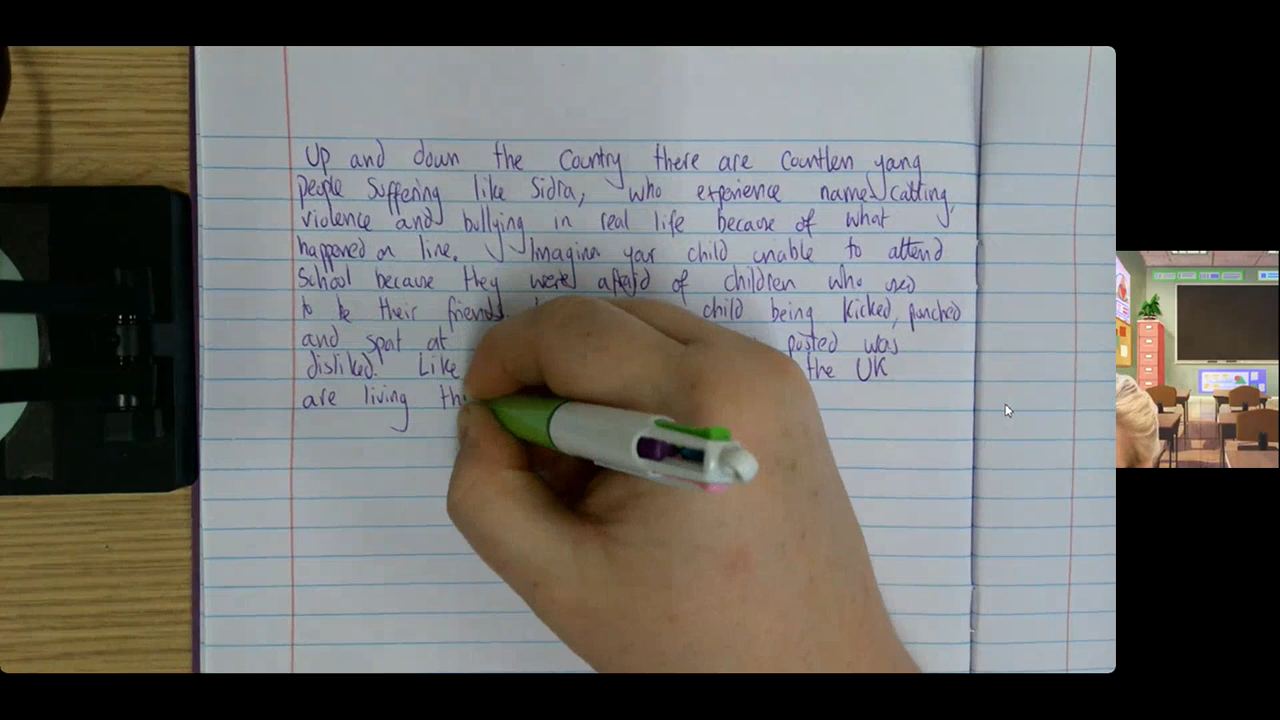 Up and down the Country there are Countless young
people Suffering like Sidra, who experience name calling,
violence and bullying in real life because of what
happened on line. Imagine your child unable to attend
School because they were afraid of children who used
to be their friends. child being Kicked, punched
and spat at posted was
disliked. Like the UK
are living